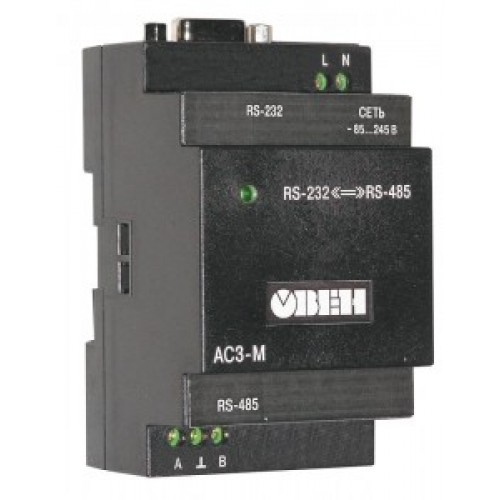 L N
RS-232 СЕТЬ
~85...245 В
RS-232 «=» RS-485
ОВЕН
АС3-М
RS-485
A ⊥ B